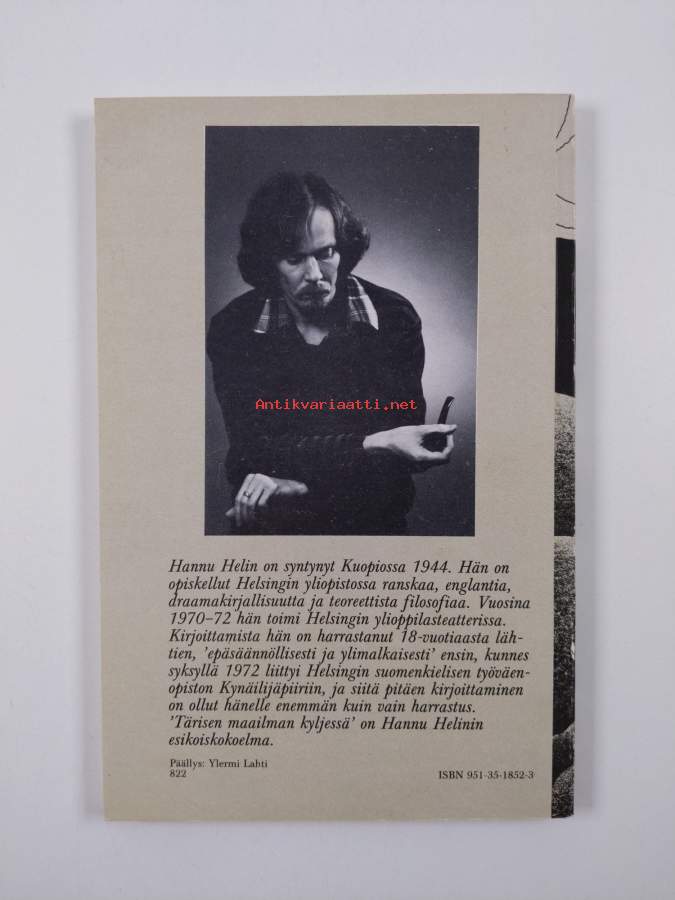 Antikvariaatti.net
Hannu Helin on syntynyt Kuopiossa 1944. Hän on
opiskellut Helsingin yliopistossa ranskaa, englantia,
draamakirjallisuutta ja teoreettista filosofiaa. Vuosina
1970–72 hän toimi Helsingin ylioppilasteatterissa.
Kirjoittamista hän on harrastanut 18-vuotiaasta läh-
tien, 'epäsäännöllisesti ja ylimalkaisesti' ensin, kunnes
syksyllä 1972 liittyi Helsingin suomenkielisen työväen-
opiston Kynäilijäpiiriin, ja siitä pitäen kirjoittaminen
on ollut hänelle enemmän kuin vain harrastus.
'Tärisen maailman kyljessä' on Hannu Helinin
esikoiskokoelma.
Päällys: Ylermi Lahti
822
ISBN 951-35-1852-3